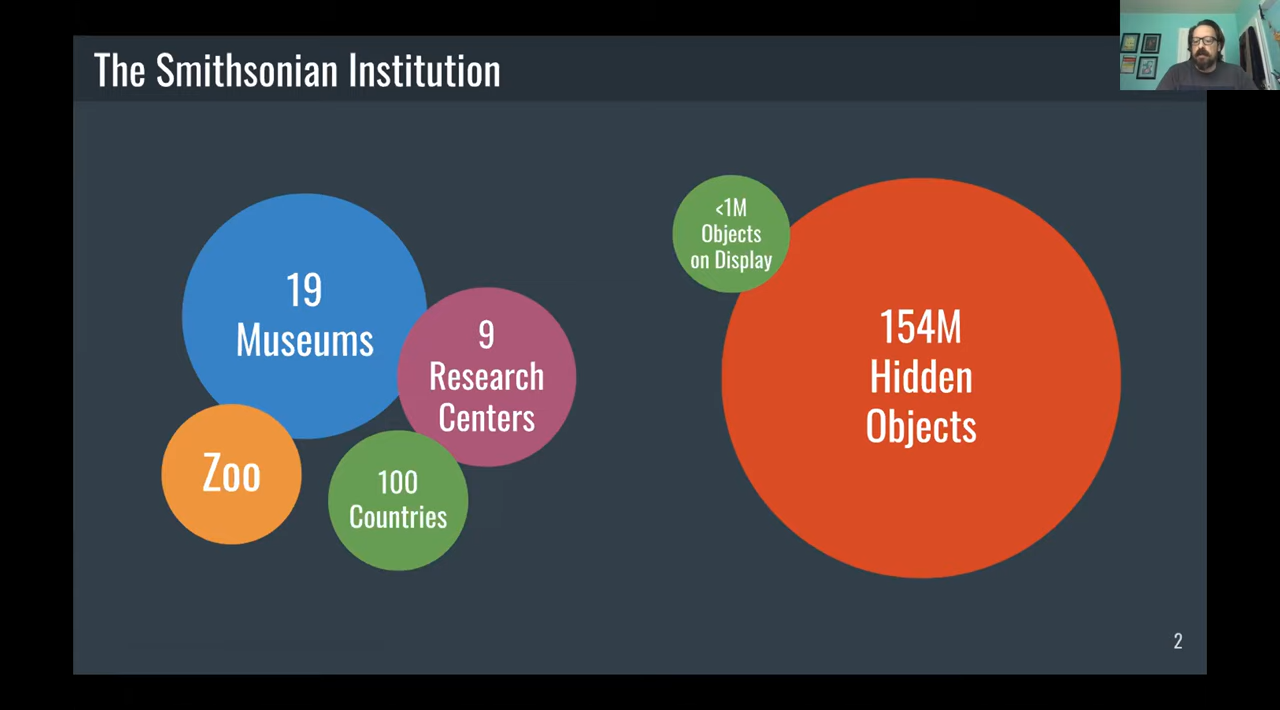 The Smithsonian Institution
19
Museums
9
Research
Centers
Zoo
100
Countries
<1M
Objects
on Display
154M
Hidden
Objects
2